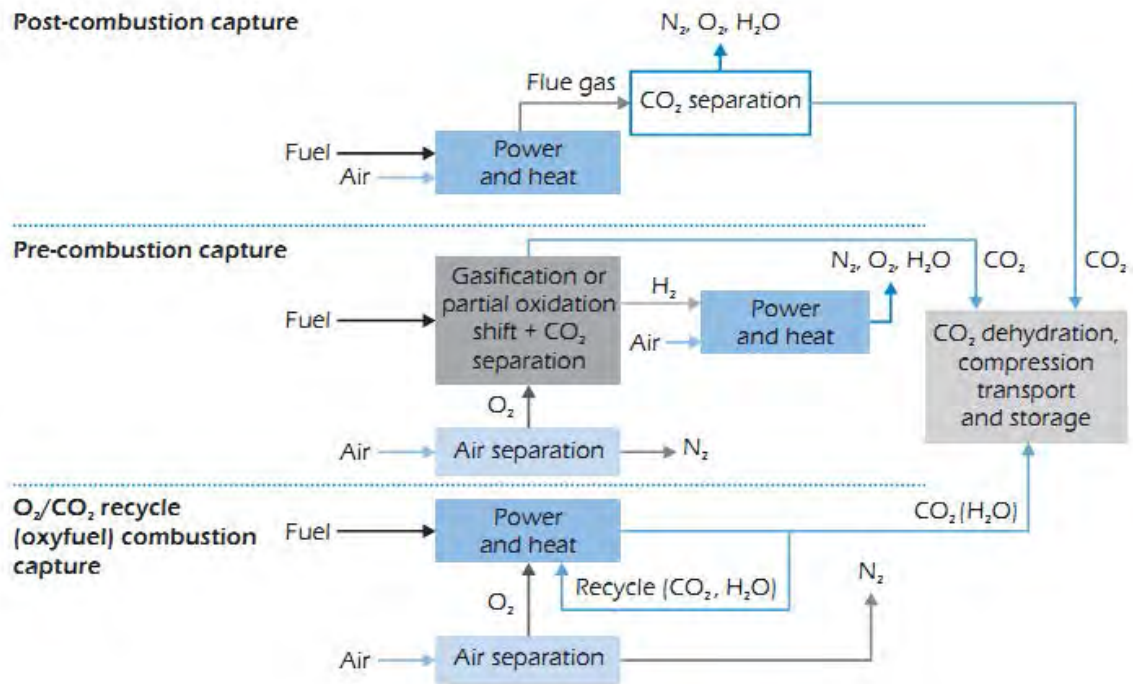 Post-combustion capture
N₂, O₂, H₂O
Flue gas
CO₂ separation
Fuel
Air
Power
and heat
Pre-combustion capture
Gasification or
partial oxidation
shift + CO₂
separation
Fuel
H₂
Air
Power
and heat
N₂, O₂, H₂O
CO₂
CO₂
CO₂ dehydration,
compression
transport
and storage
O₂
Air
Air separation
N₂
O₂/CO₂ recycle
(oxyfuel) combustion
capture
Fuel
Power
and heat
CO₂ (H₂O)
Recycle (CO₂, H₂O)
N₂
O₂
Air
Air separation